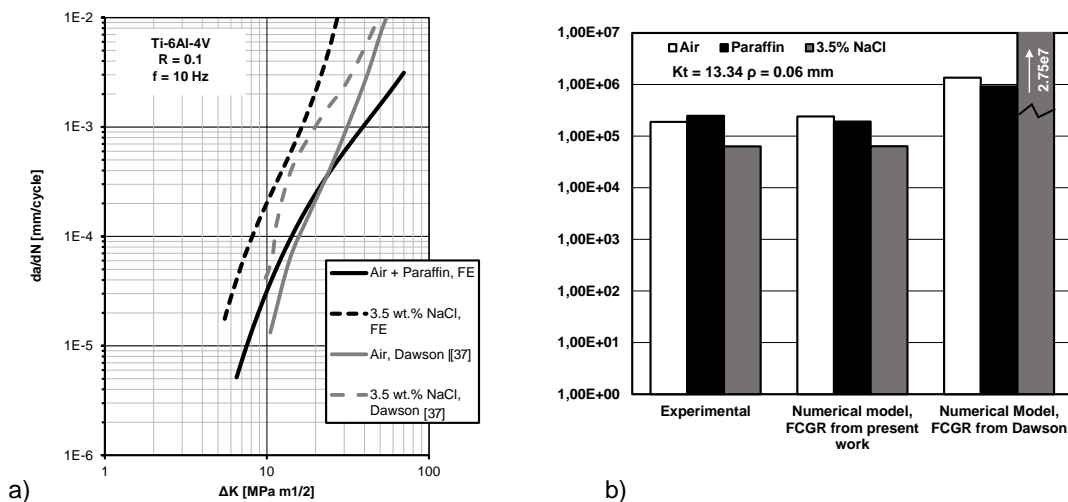 1E-2
1E-3
1E-4
1E-5
1E-6
da/dN [mm/cycle]
Ti-6Al-4V
R = 0.1
f = 10 Hz
Air + Paraffin, FE
3.5 wt.% NaCl,
FE
Air, Dawson [37]
3.5 wt.% NaCl,
Dawson [37]
1
10
100
ΔK [MPa m1/2]
a)
1,00E+07
1,00E+06
1,00E+05
1,00E+04
1,00E+03
1,00E+02
1,00E+01
1,00E+00
Air
Paraffin
3.5% NaCl
Kt = 13.34 ρ = 0.06 mm
2.75e7
Experimental
Numerical model,
FCGR from present
work
Numerical Model,
FCGR from Dawson
b)